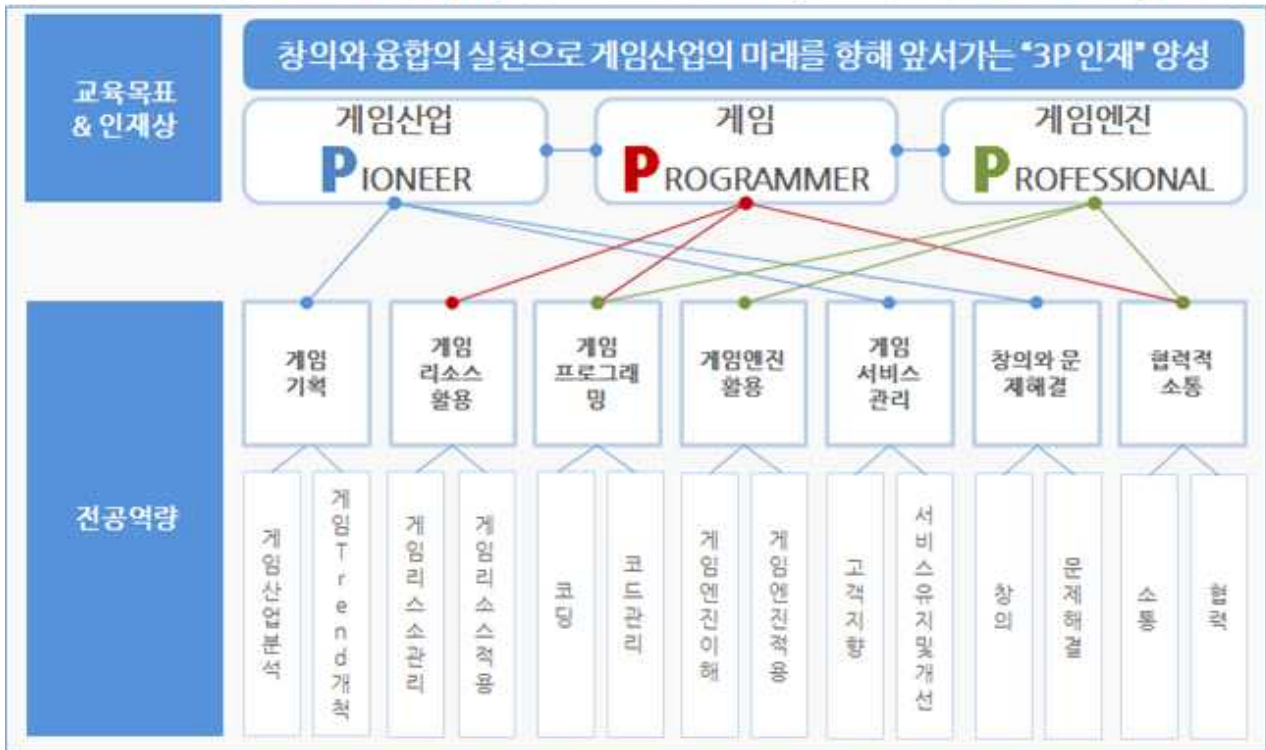 창의와 융합의 실천으로 게임산업의 미래를 향해 앞서가는 “3P 인재” 양성
교육목표
& 인재상
게임산업
PIONEER
게임
PROGRAMMER
게임엔진
PROFESSIONAL
전공역량
게임
기획
게임
리소스
활용
게임
프로그래
밍
게임엔진
활용
게임
서비스
관리
창의와 문
제해결
협력적
소통
게임산업분석
게임Trend개척
게임리스소관리
게임리소스적용
코딩
코드관리
게임엔진이해
게임엔진적용
고객지향
서비스유지및개선
창의
문제해결
소통
협력